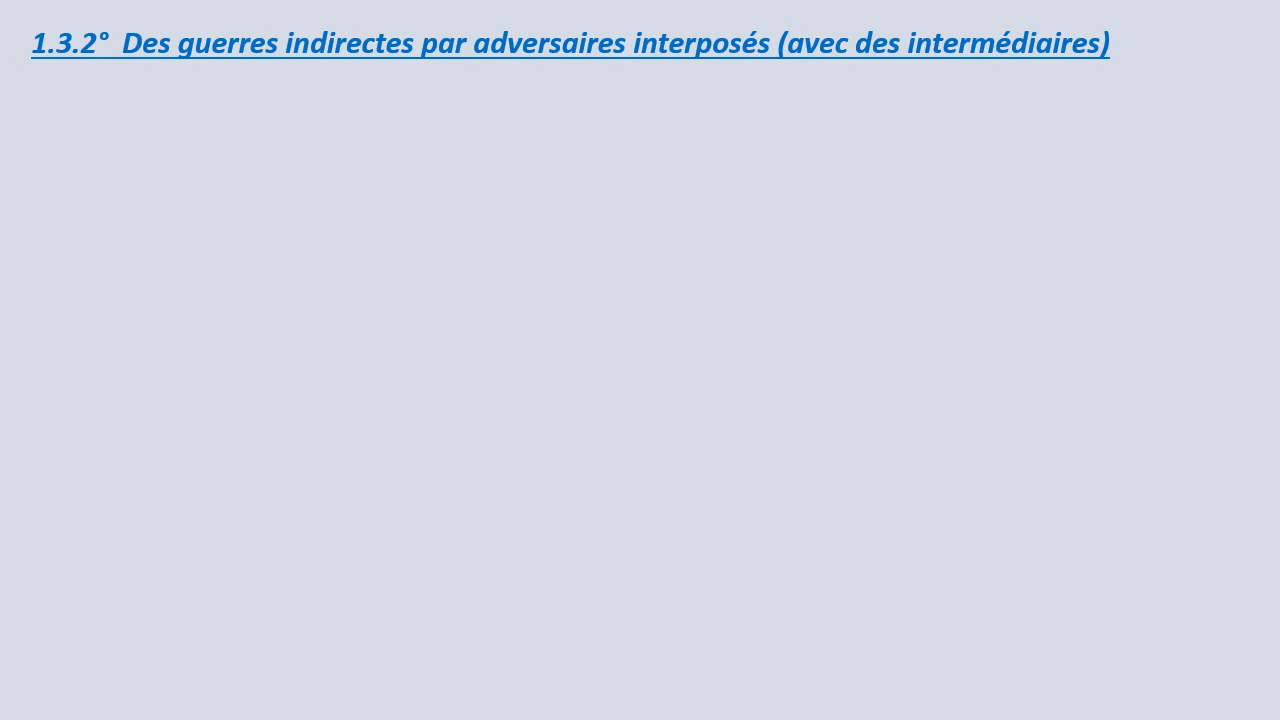 1.3.2°  Des guerres indirectes par adversaires interposés (avec des intermédiaires)